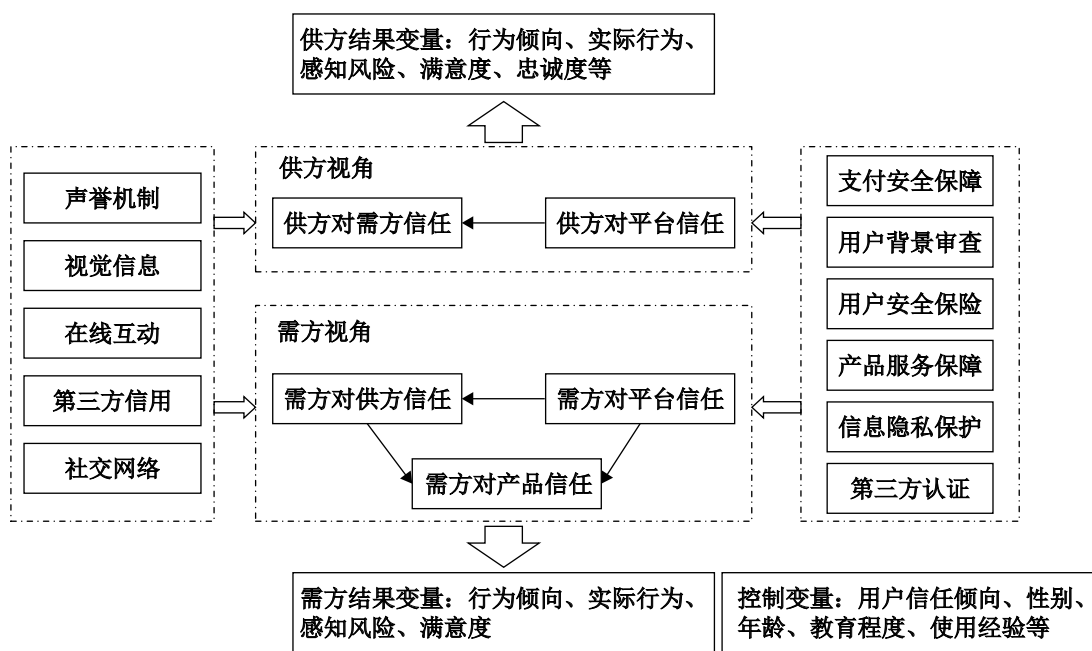 供方结果变量：行为倾向、实际行为、
感知风险、满意度、忠诚度等
声誉机制
视觉信息
在线互动
第三方信用
社交网络
供方视角
供方对需方信任
供方对平台信任
需方视角
需方对供方信任
需方对平台信任
需方对产品信任
支付安全保障
用户背景审查
用户安全保险
产品服务保障
信息隐私保护
第三方认证
需方结果变量：行为倾向、实际行为、
感知风险、满意度
控制变量：用户信任倾向、性别、
年龄、教育程度、使用经验等